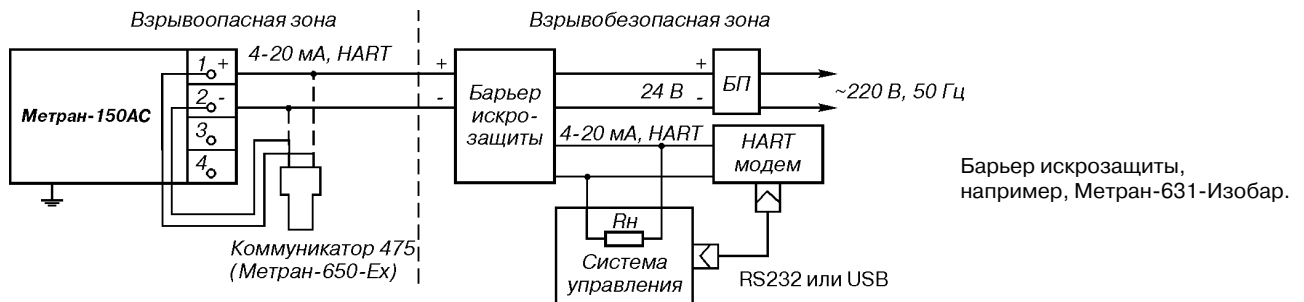 Взрывоопасная зона
Взрывобезопасная зона
4-20 мА, HART
1 +
2 -
3
4
Метран-150АС
+
-
Барьер
искро-
защиты
+
24 В -
БП
~220 В, 50 Гц
4-20 мА, HART
HART
модем
Rн
Система
управления
RS232 или USB
Коммуникатор 475
(Метран-650-Ех)
Барьер искрозащиты,
например, Метран-631-Изобар.